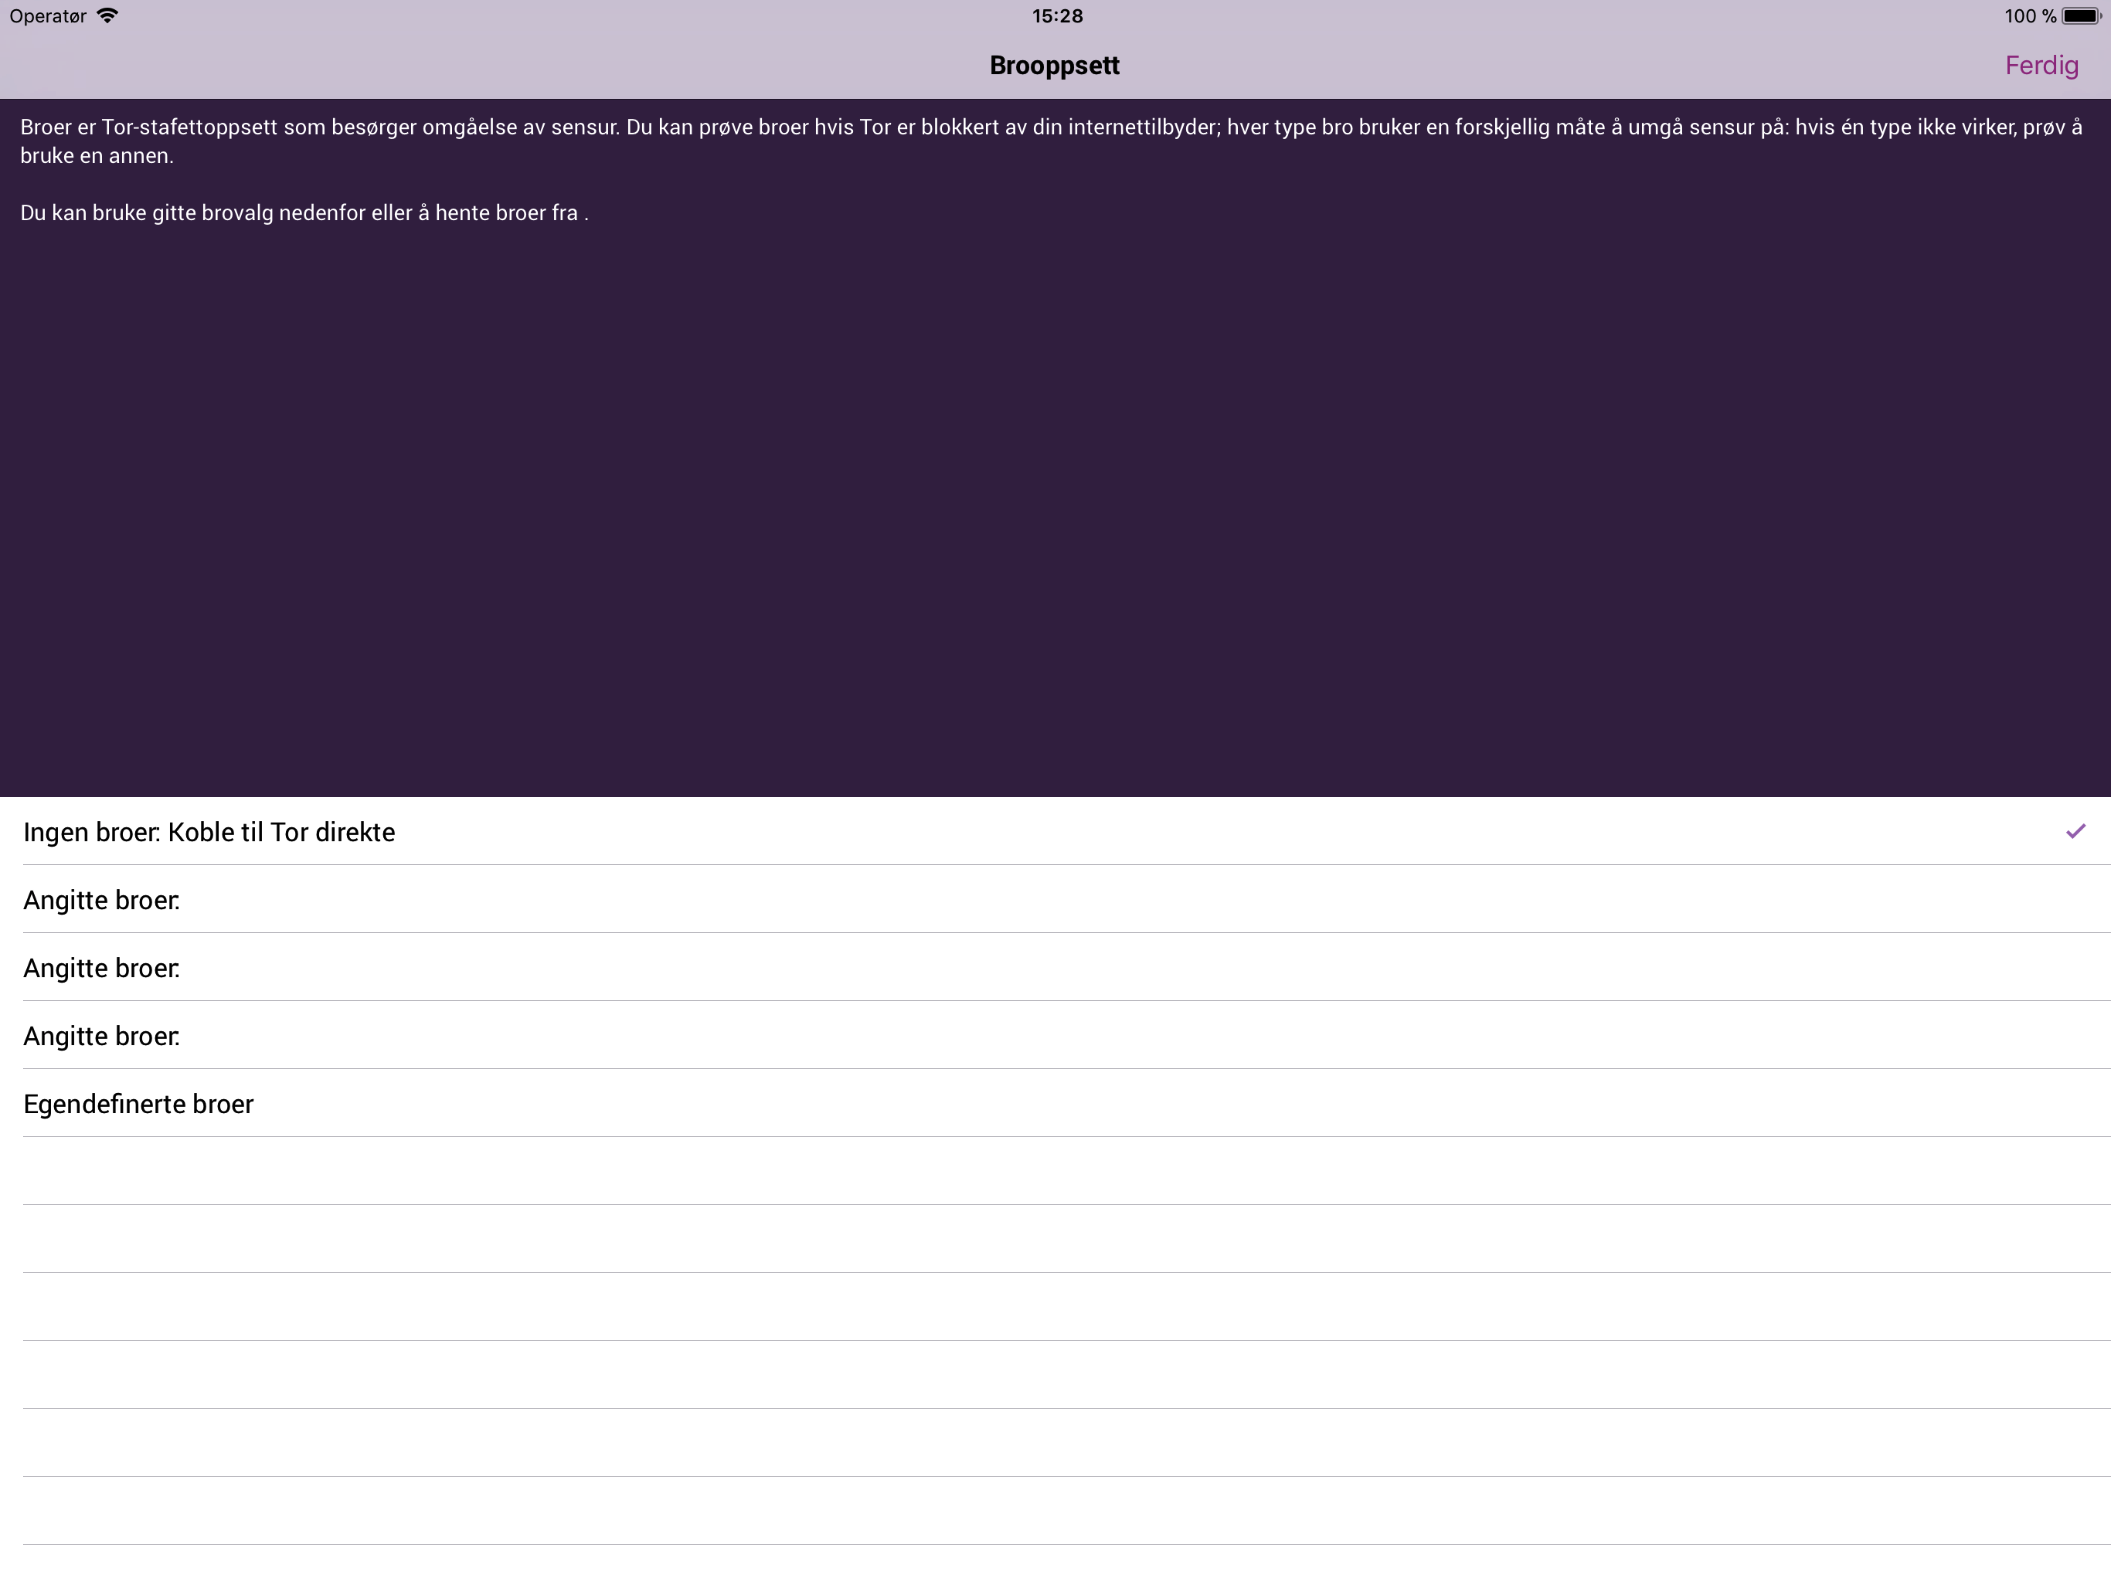 Operatør
15:28
100 %
Brooppsett
Ferdig
Broer er Tor-stafettoppsett som besørger omgåelse av sensur. Du kan prøve broer hvis Tor er blokkert av din internettilbyder; hver type bro bruker en forskjellig måte å umgå sensur på: hvis én type ikke virker, prøv å
bruke en annen.
Du kan bruke gitte brovalg nedenfor eller å hente broer fra .
Ingen broer: Koble til Tor direkte
Angitte broer:
Angitte broer:
Angitte broer:
Egendefinerte broer